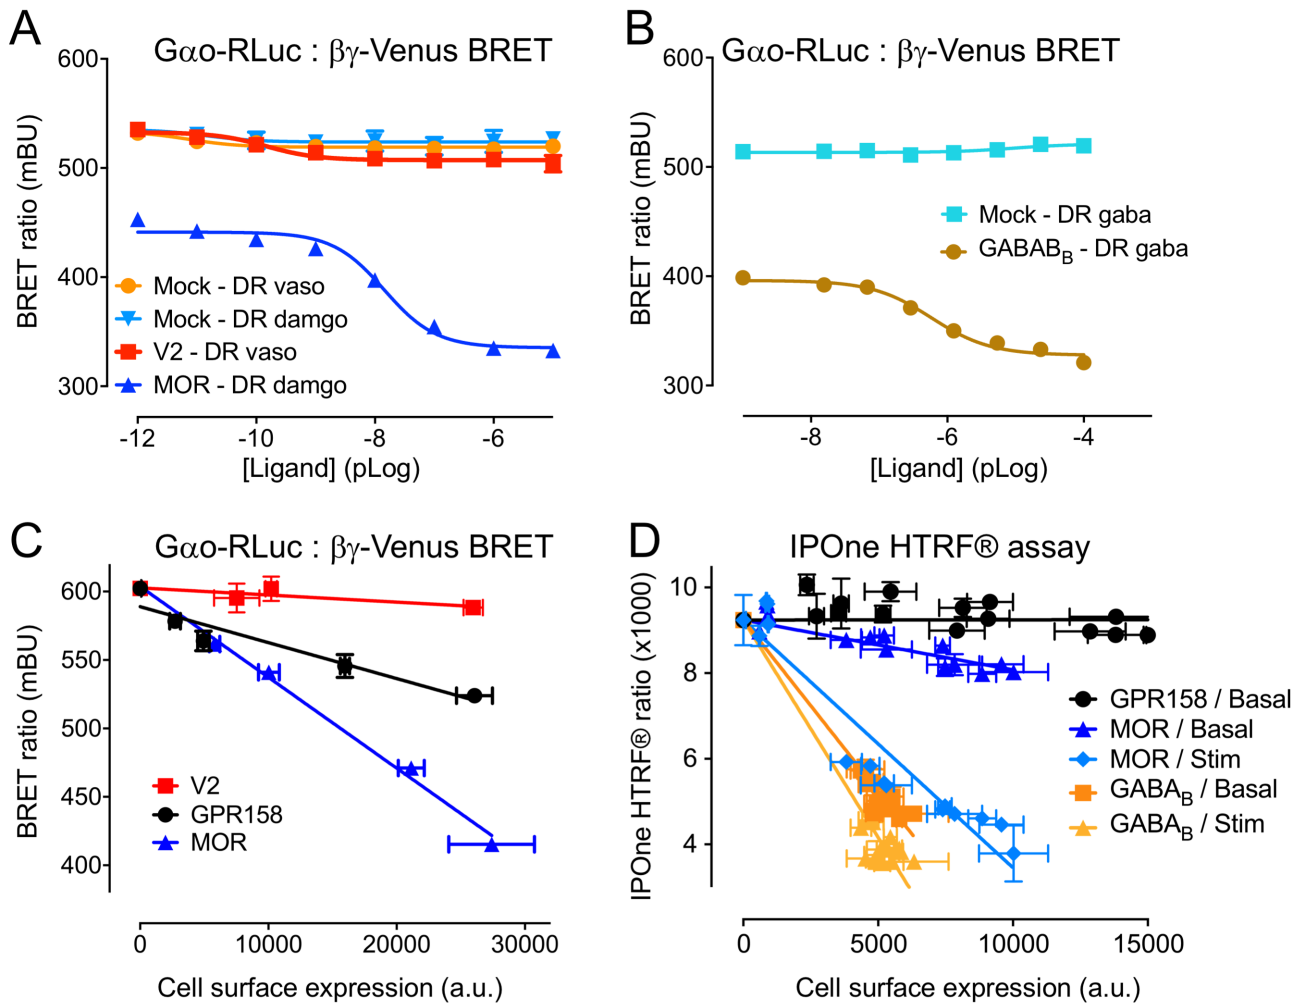 A
Gαo-RLuc : βγ-Venus BRET
BRET ratio (mBU)
600
500
400
300
Mock - DR vaso
Mock - DR damgo
V2 - DR vaso
MOR - DR damgo
-12 -10 -8 -6
[Ligand] (pLog)
B
Gαo-RLuc : βγ-Venus BRET
BRET ratio (mBU)
600
500
400
300
Mock - DR gaba
GABABB - DR gaba
-8 -6 -4
[Ligand] (pLog)
C
Gαo-RLuc : βγ-Venus BRET
BRET ratio (mBU)
600
550
500
450
400
V2
GPR158
MOR
0 10000 20000 30000
Cell surface expression (a.u.)
D
IPOne HTRF® assay
IPOne HTRF® ratio (x1000)
10
8
6
4
GPR158 / Basal
MOR / Basal
MOR / Stim
GABAB / Basal
GABAB / Stim
0 5000 10000 15000
Cell surface expression (a.u.)